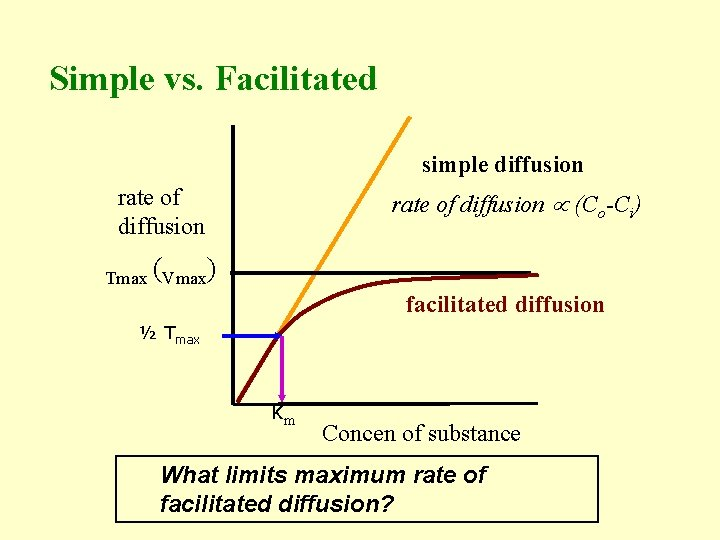 Simple vs. Facilitated
simple diffusion
rate of
diffusion
rate of diffusion ∝ (Co-Ci)
Tmax (Vmax)
facilitated diffusion
½ Tmax
Km
Concen of substance
What limits maximum rate of
facilitated diffusion?